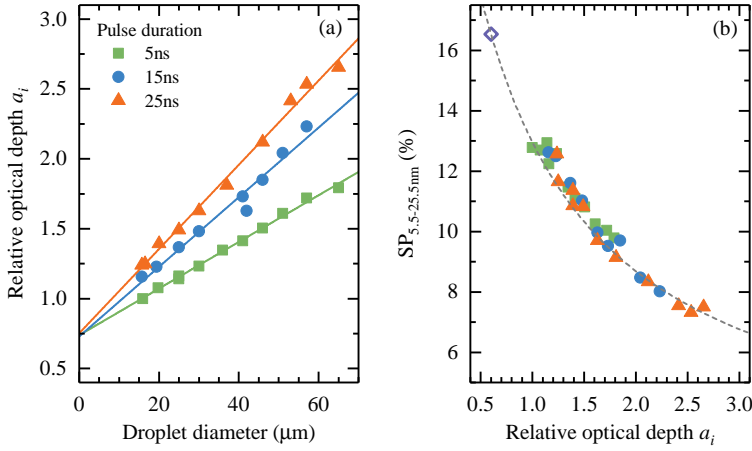 (a)
Pulse duration
5ns
15ns
25ns
3.0
2.5
2.0
1.5
1.0
0.5
Relative optical depth a_i
0
20
40
60
Droplet diameter (μm)
(b)
16
14
12
10
8
6
SP_5.5-25.5nm (%)
0.5
1.0
1.5
2.0
2.5
3.0
Relative optical depth a_i